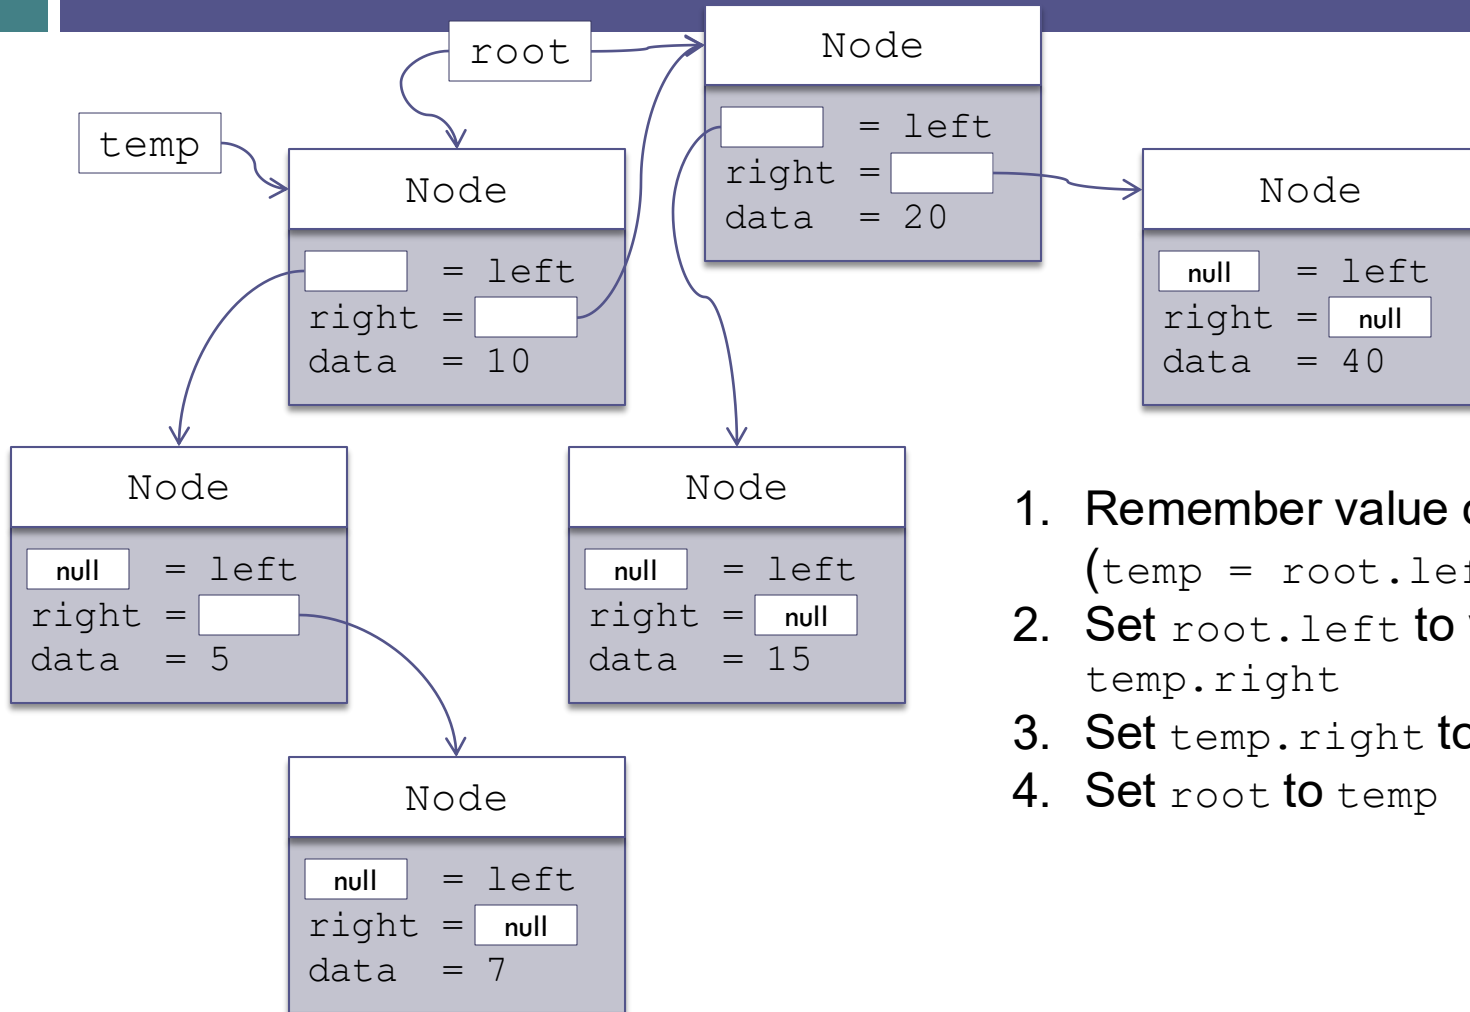 root
Node
= left
right =
data = 20
temp
Node
= left
right =
data = 10
Node
null = left
right = null
data = 40
Node
null = left
right =
data = 5
Node
null = left
right = null
data = 15
Node
null = left
right = null
data = 7
1. Remember value
(temp = root.lef
2. Set root.left to
temp.right
3. Set temp.right to
4. Set root to temp